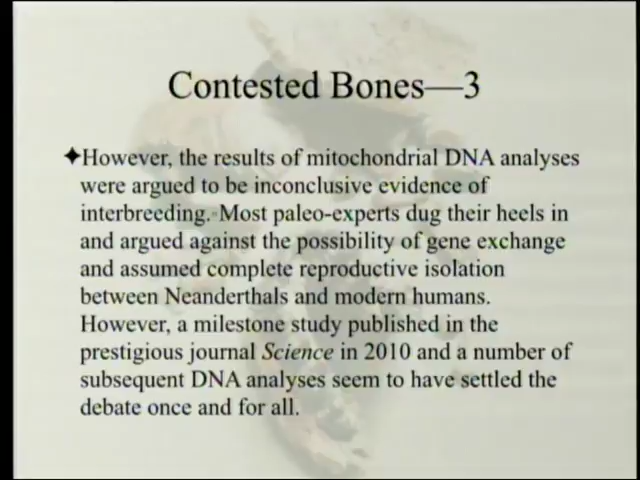 Contested Bones—3
✦However, the results of mitochondrial DNA analyses
were argued to be inconclusive evidence of
interbreeding. Most paleo-experts dug their heels in
and argued against the possibility of gene exchange
and assumed complete reproductive isolation
between Neanderthals and modern humans.
However, a milestone study published in the
prestigious journal Science in 2010 and a number of
subsequent DNA analyses seem to have settled the
debate once and for all.